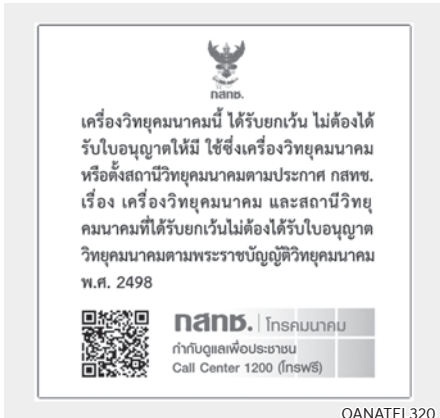 กสทช.
เครื่องวิทยุคมนาคมนี้ ได้รับยกเว้น ไม่ต้องได้
รับใบอนุญาตให้มี ใช้ซึ่งเครื่องวิทยุคมนาคม
หรือตั้งสถานีวิทยุคมนาคมตามประกาศ กสทช.
เรื่อง เครื่องวิทยุคมนาคม และสถานีวิทยุ
คมนาคมที่ได้รับยกเว้นไม่ต้องได้รับใบอนุญาต
วิทยุคมนาคมตามพระราชบัญญัติวิทยุคมนาคม
พ.ศ. 2498
กสทช. | โทรคมนาคม
กำกับดูแลเพื่อประชาชน
Call Center 1200 (โทรฟรี)
OANATEL320